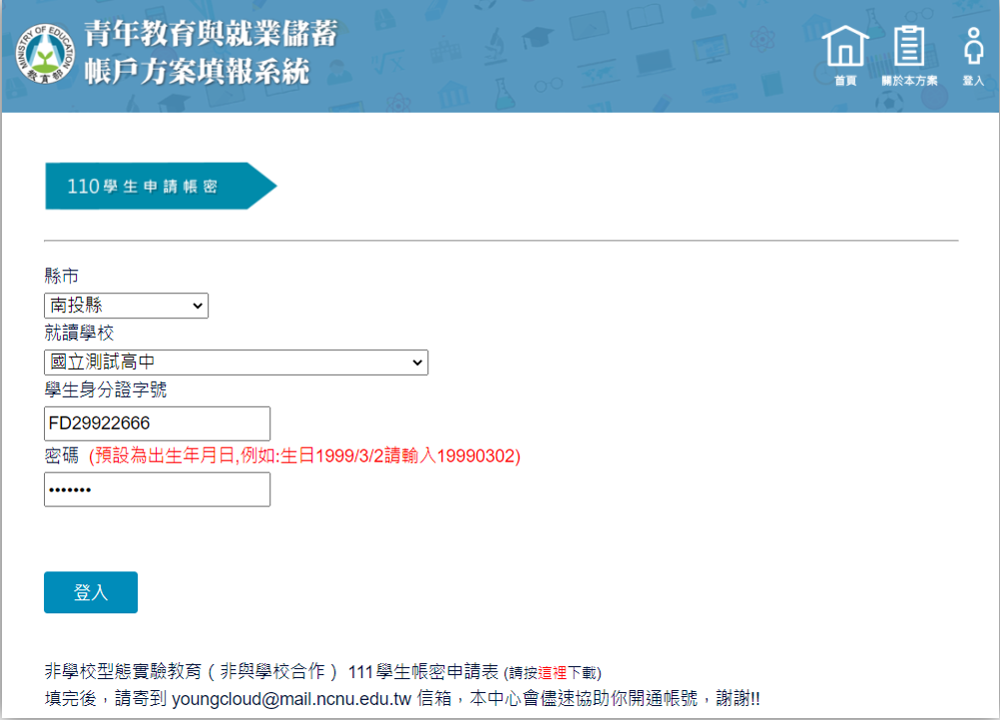 MINISTRY OF EDUCATION
教育部
青年教育與就業儲蓄
帳戶方案填報系統
首頁
關於本方案
登入
110學生申請帳密
縣市
南投縣
就讀學校
國立測試高中
學生身分證字號
FD29922666
密碼 (預設為出生年月日,例如:生日1999/3/2請輸入19990302)
•••••••
登入
非學校型態實驗教育（非與學校合作） 111學生帳密申請表 (請按這裡下載)
填完後，請寄到 youngcloud@mail.ncnu.edu.tw 信箱，本中心會儘速協助你開通帳號，謝謝!!